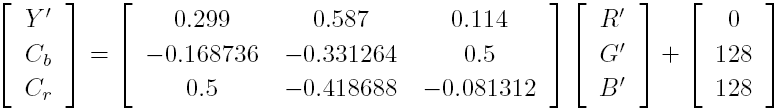 [ Y′ ] = [ 0.299 0.587 0.114 ] [ R′ ] + [ 0 ]
[ C_b ] [ −0.168736 −0.331264 0.5 ] [ G′ ] [ 128 ]
[ C_r ] [ 0.5 −0.418688 −0.081312 ] [ B′ ] [ 128 ]